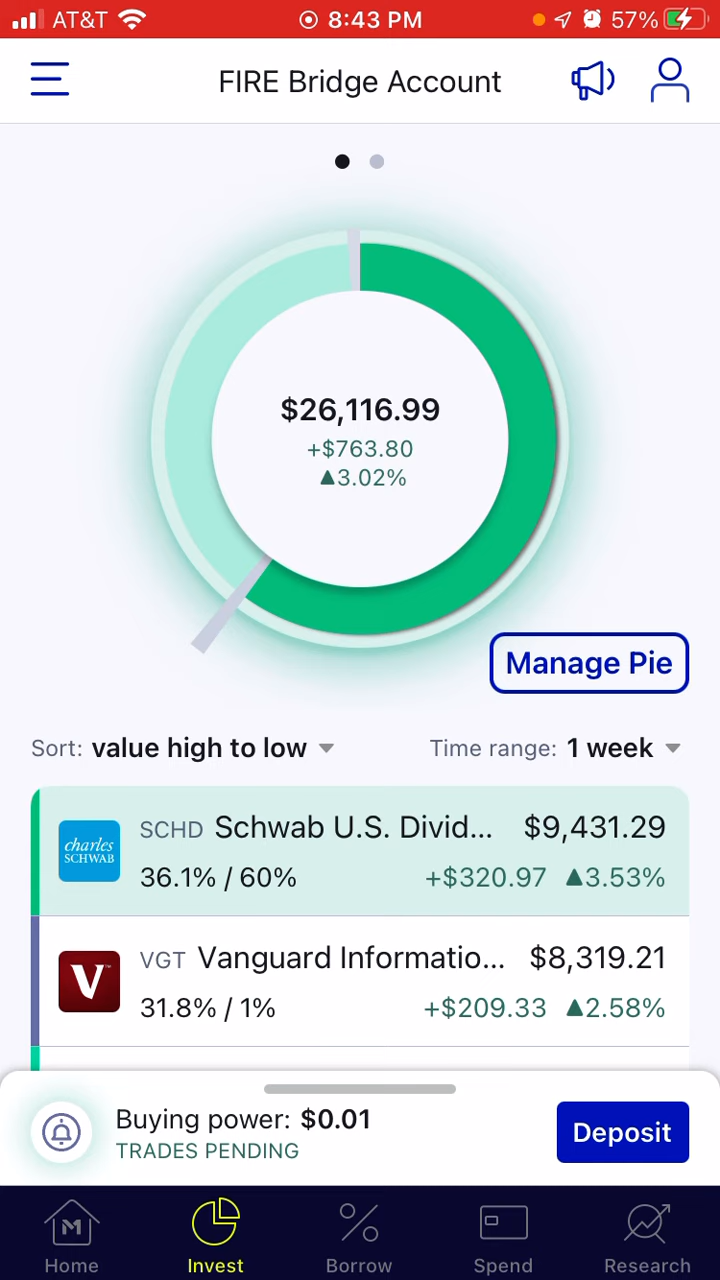 AT&T 8:43 PM 57%
FIRE Bridge Account
$26,116.99
+$763.80
▲3.02%
Manage Pie
Sort: value high to low Time range: 1 week
charles SCHWAB
SCHD Schwab U.S. Divid... $9,431.29
36.1% / 60% +$320.97 ▲3.53%
V
VGT Vanguard Informatio... $8,319.21
31.8% / 1% +$209.33 ▲2.58%
Buying power: $0.01
TRADES PENDING
Deposit
Home Invest Borrow Spend Research